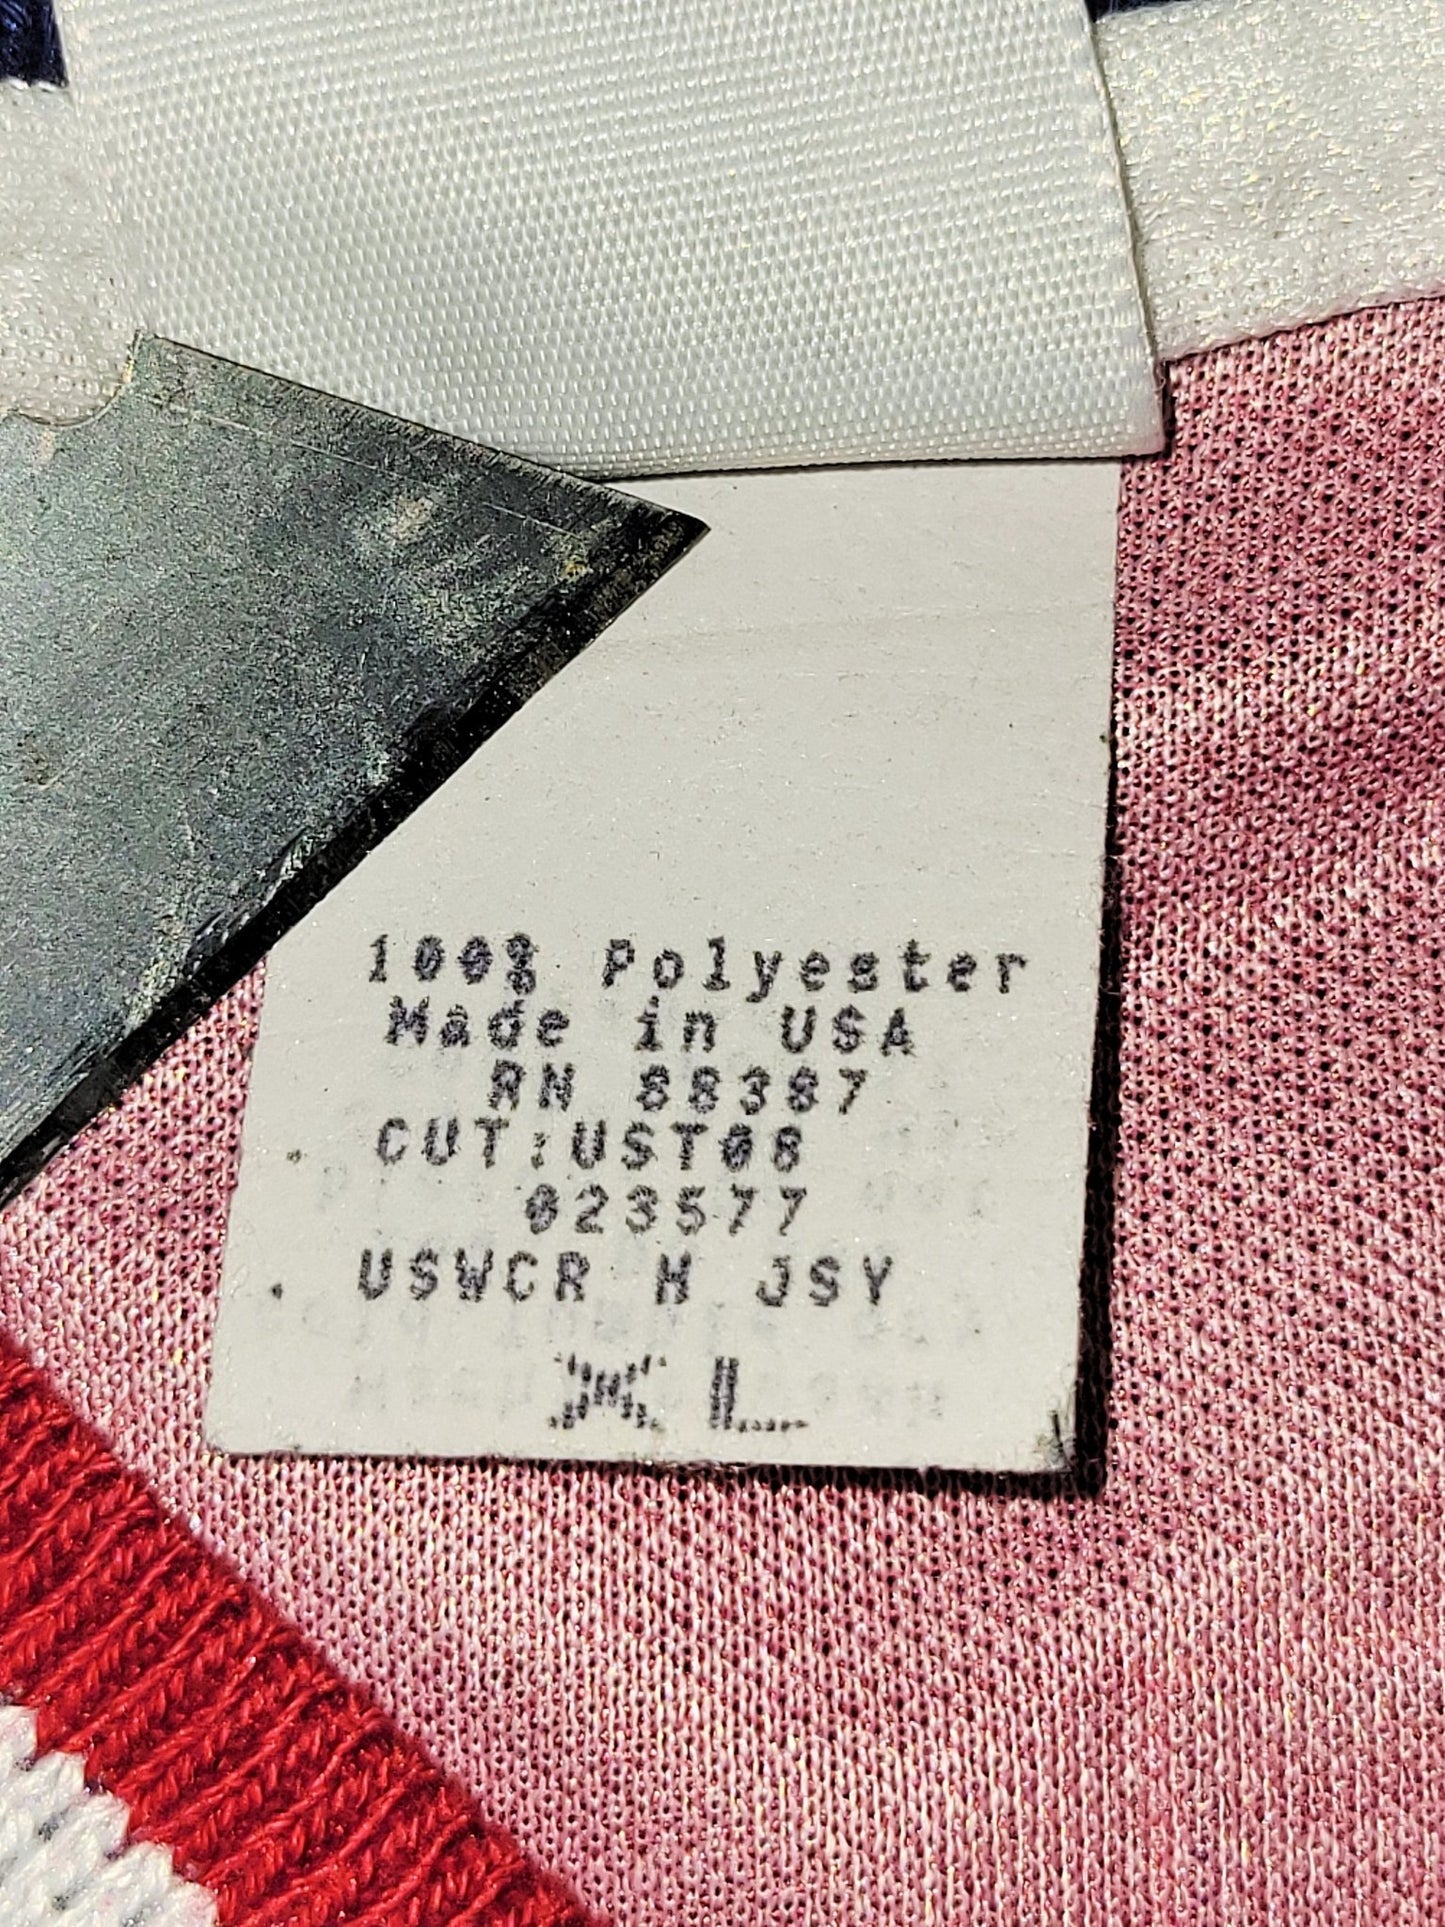 100% Polyester
Made in USA
RN 88387
CUT:UST08
023577
USWCR H JSY
XL